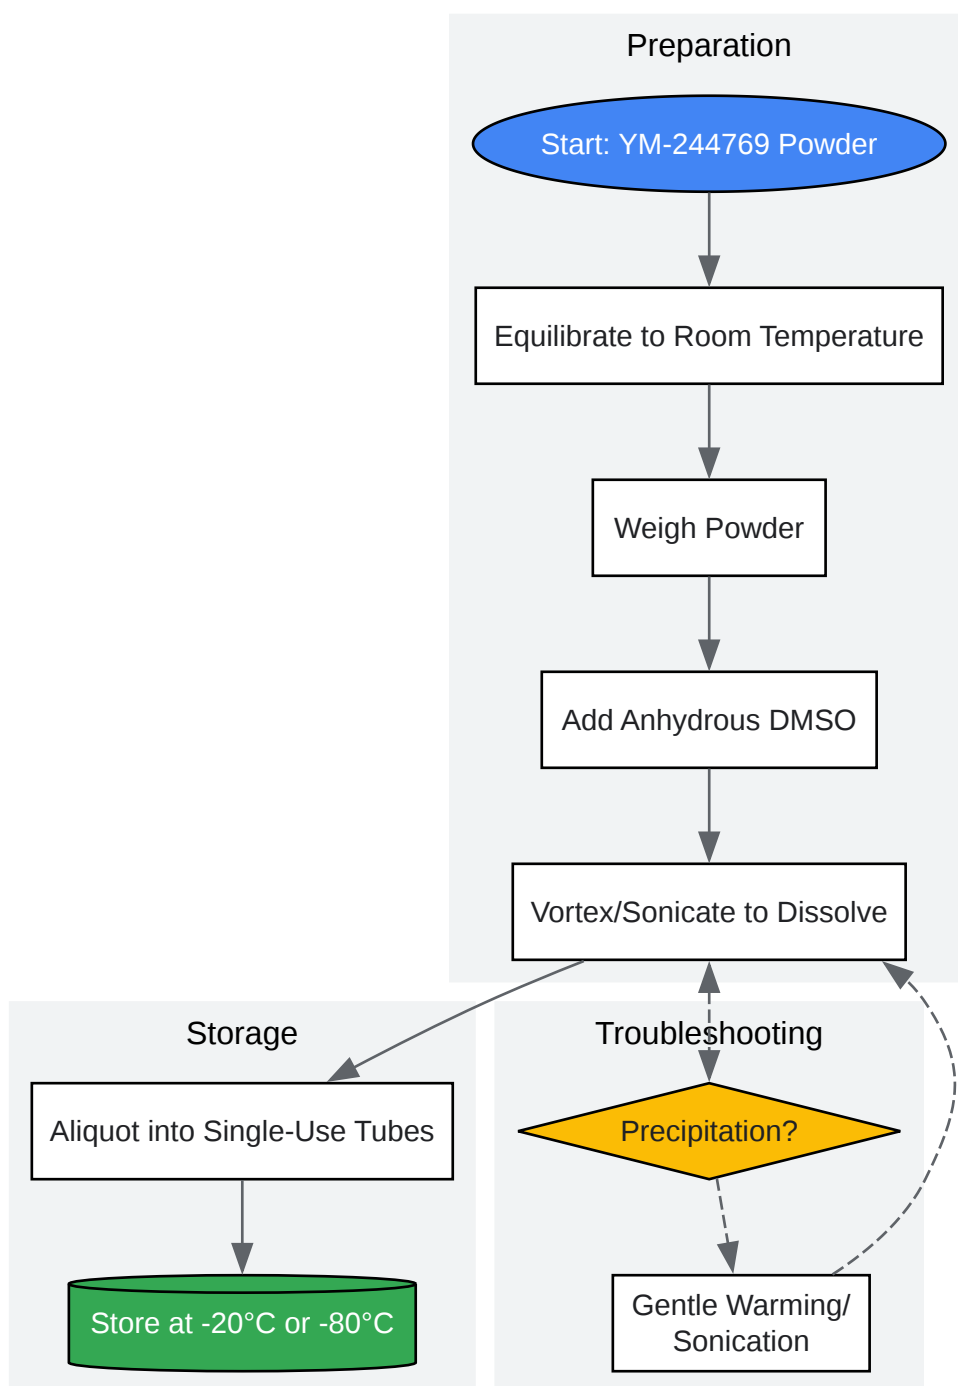 Preparation
Start: YM-244769 Powder
Equilibrate to Room Temperature
Weigh Powder
Add Anhydrous DMSO
Vortex/Sonicate to Dissolve
Storage
Aliquot into Single-Use Tubes
Store at -20°C or -80°C
Troubleshooting
Precipitation?
Gentle Warming/
Sonication